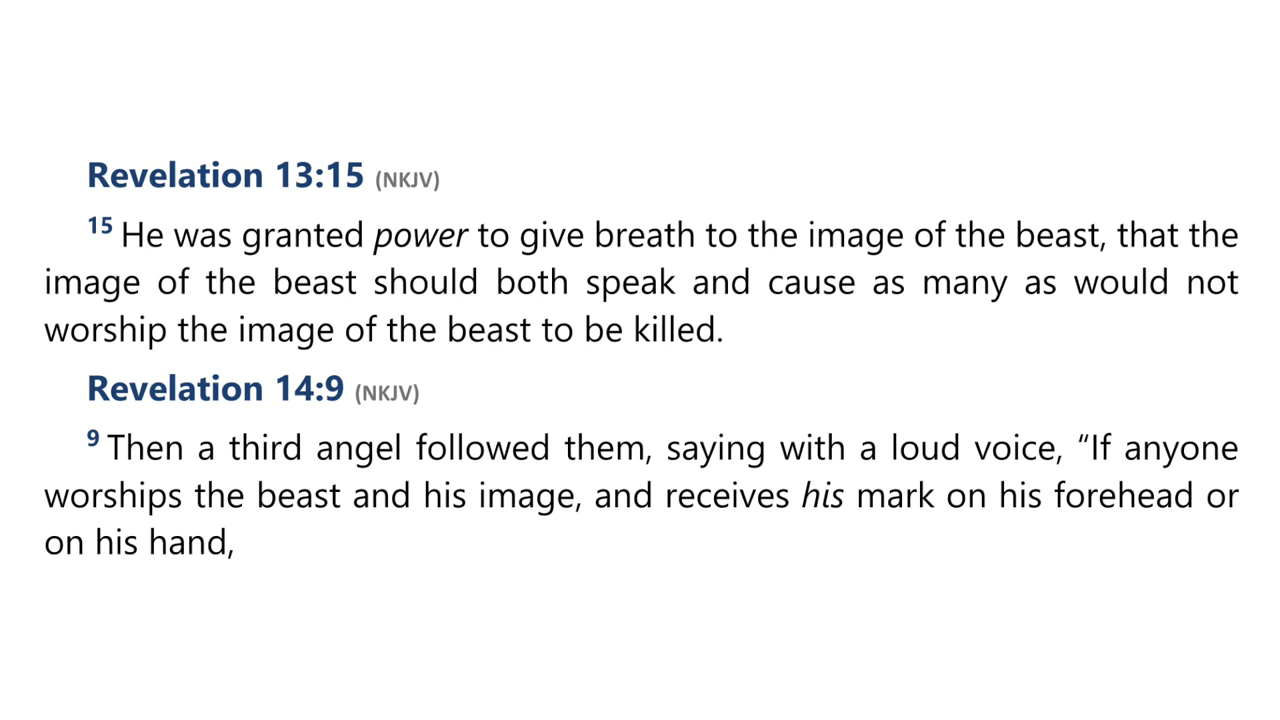 Revelation 13:15 (NKJV)
15 He was granted power to give breath to the image of the beast, that the
image of the beast should both speak and cause as many as would not
worship the image of the beast to be killed.
Revelation 14:9 (NKJV)
9 Then a third angel followed them, saying with a loud voice, “If anyone
worships the beast and his image, and receives his mark on his forehead or
on his hand,